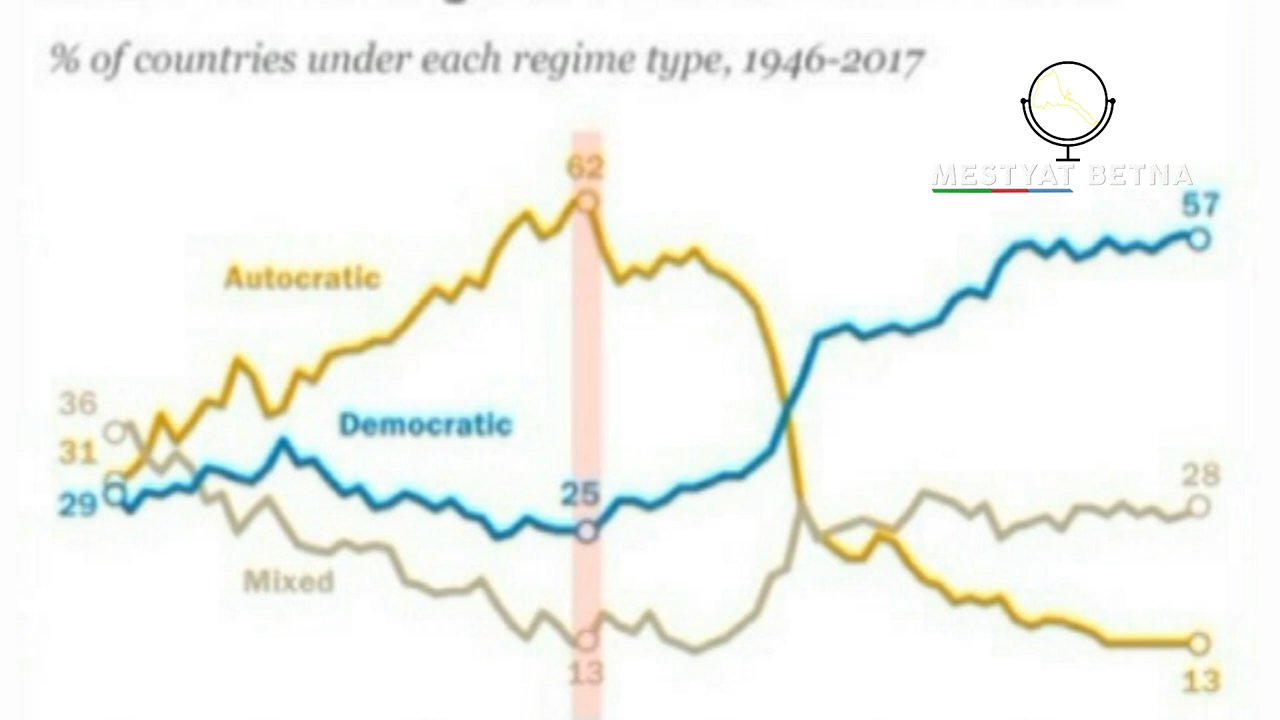 % of countries under each regime type, 1946-2017
MESTYAT BETNA
62
57
Autocratic
36
Democratic
31
29
25
28
Mixed
13
13